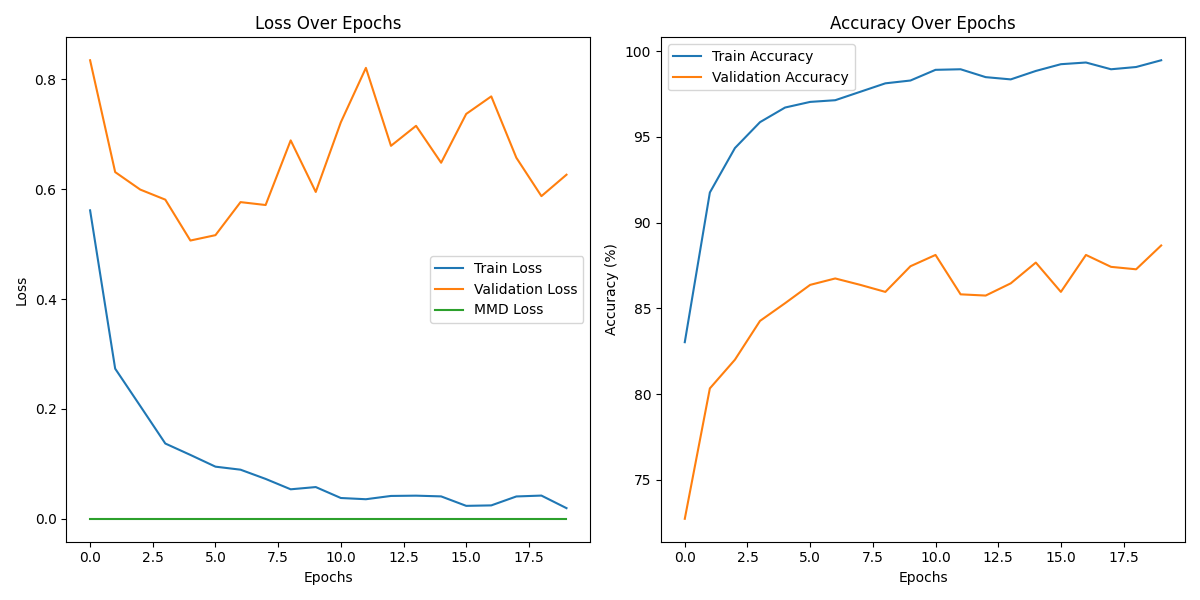 Loss Over Epochs
0.8
0.6
0.4
0.2
0.0
Loss
Train Loss
Validation Loss
MMD Loss
0.0 2.5 5.0 7.5 10.0 12.5 15.0 17.5
Epochs
Accuracy Over Epochs
Train Accuracy
Validation Accuracy
100
95
90
85
80
75
Accuracy (%)
0.0 2.5 5.0 7.5 10.0 12.5 15.0 17.5
Epochs